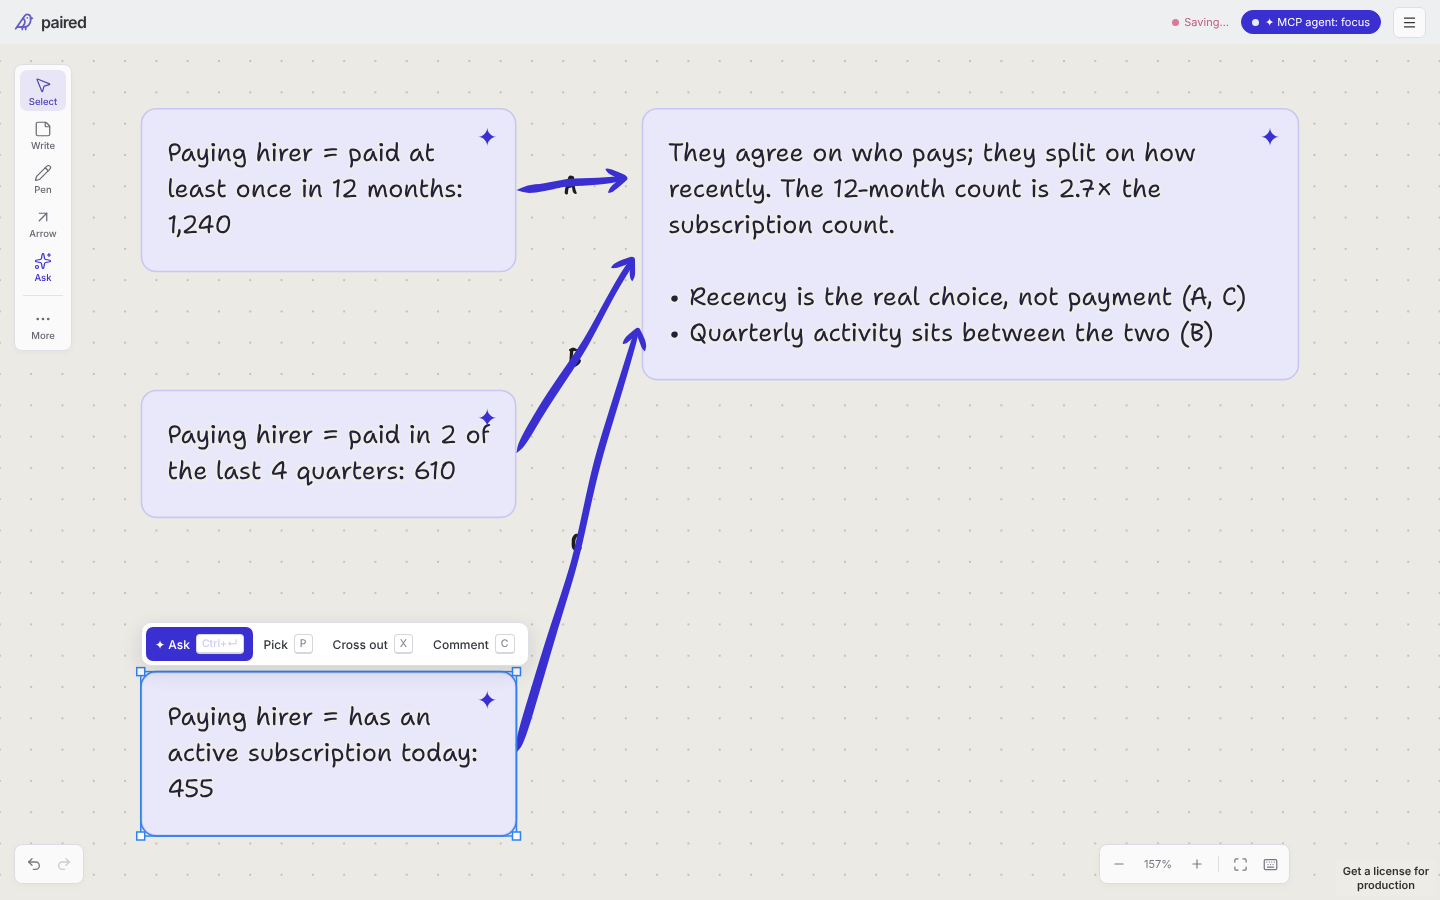 paired
Saving...
MCP agent: focus
Select
Write
Pen
Arrow
Ask
More
Paying hirer = paid at
least once in 12 months:
1,240
A
They agree on who pays; they split on how
recently. The 12-month count is 2.7× the
subscription count.
• Recency is the real choice, not payment (A, C)
• Quarterly activity sits between the two (B)
B
Paying hirer = paid in 2 of
the last 4 quarters: 610
C
Ask Ctrl+↵ Pick P Cross out X Comment C
Paying hirer = has an
active subscription today:
455
157%
Get a license for
production